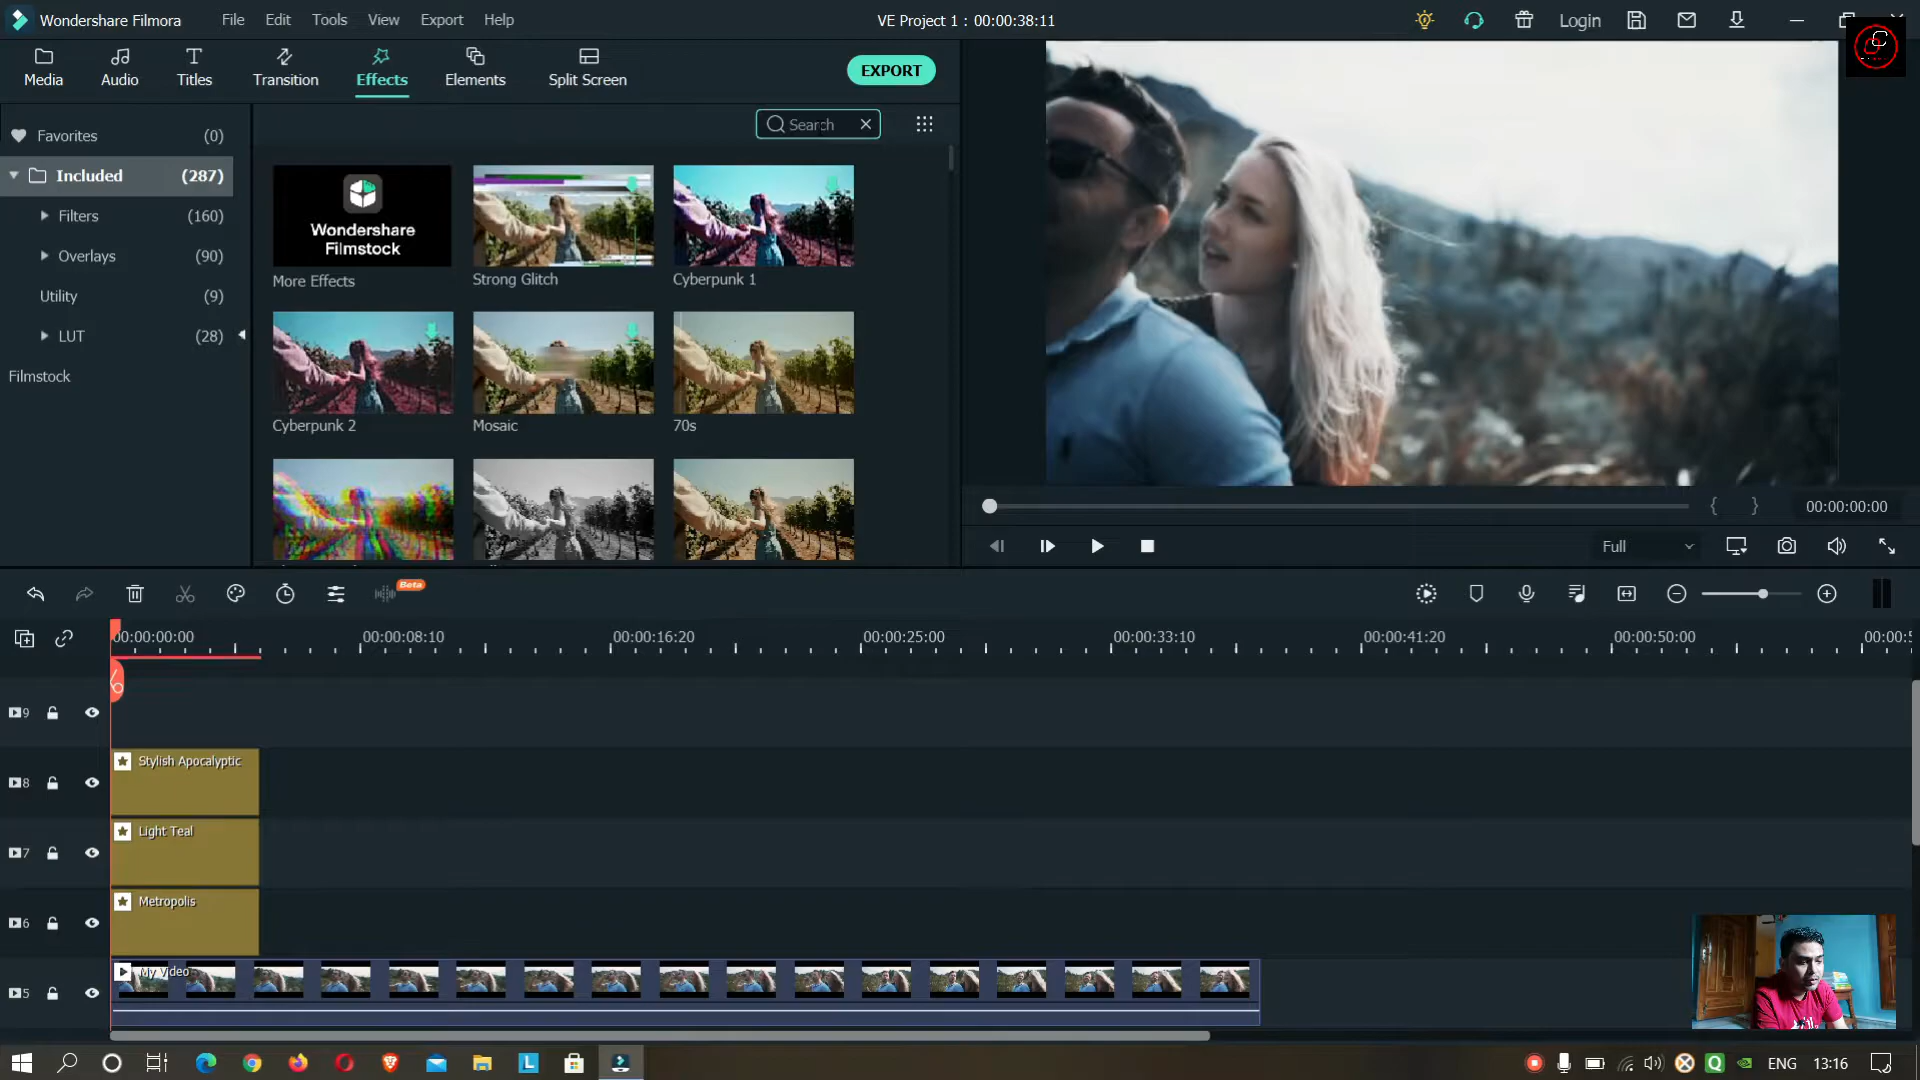 Wondershare Filmora File Edit Tools View Export Help VE Project 1 : 00:00:38:11 Login
Media Audio Titles Transition Effects Elements Split Screen EXPORT
Favorites (0)
Included (287)
Filters (160)
Overlays (90)
Utility (9)
LUT (28)
Filmstock
Search
Wondershare
Filmstock
More Effects Strong Glitch Cyberpunk 1
Cyberpunk 2 Mosaic 70s
00:00:00:00
Full
Beta
00:00:00:00 00:00:08:10 00:00:16:20 00:00:25:00 00:00:33:10 00:00:41:20 00:00:50:00 00:00:5
9
8 Stylish Apocalyptic
7 Light Teal
6 Metropolis
5 My Video
ENG 13:16